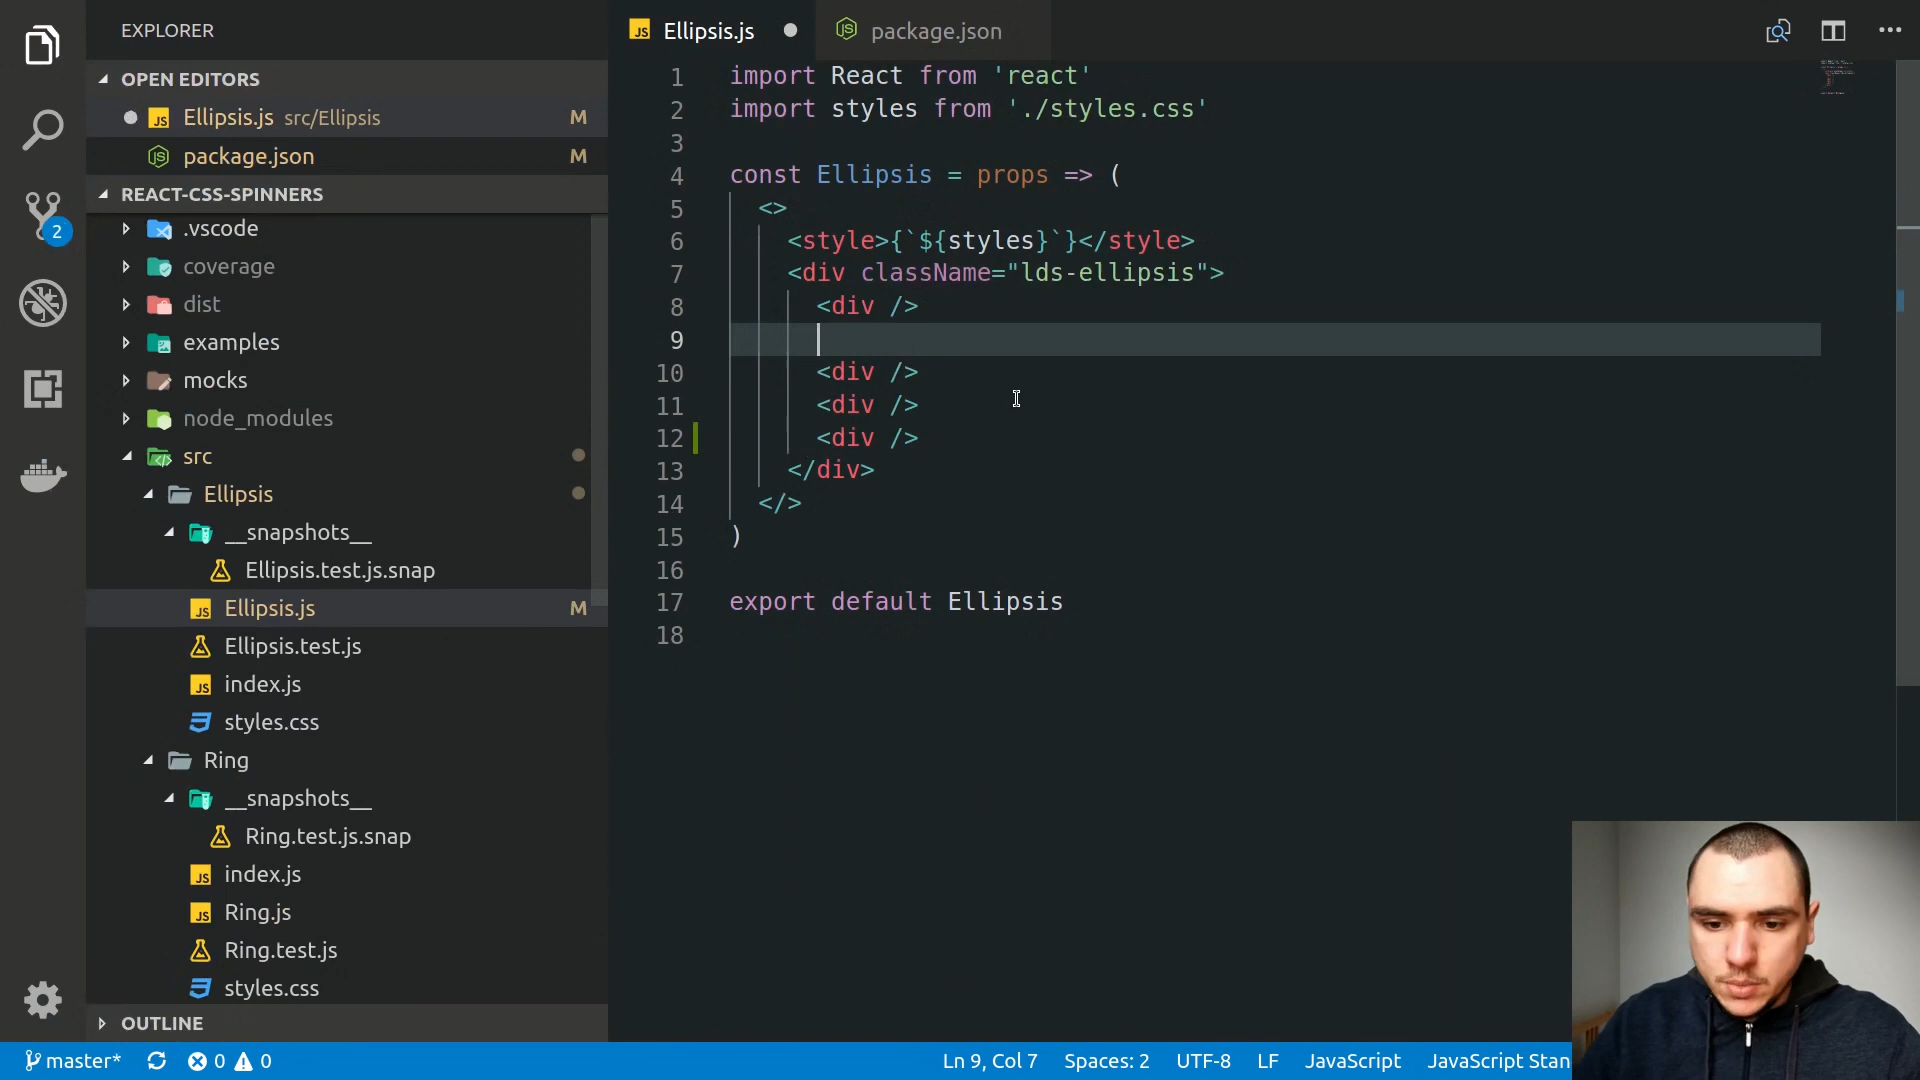 EXPLORER
OPEN EDITORS
Ellipsis.js src/Ellipsis M
package.json M
REACT-CSS-SPINNERS
.vscode
coverage
dist
examples
mocks
node_modules
src
Ellipsis
__snapshots__
Ellipsis.test.js.snap
Ellipsis.js M
Ellipsis.test.js
index.js
styles.css
Ring
__snapshots__
Ring.test.js.snap
index.js
Ring.js
Ring.test.js
styles.css
OUTLINE
2
Ellipsis.js
package.json
1 import React from 'react'
2 import styles from './styles.css'
3
4 const Ellipsis = props => (
5 <>
6 <style>{`${styles}`}</style>
7 <div className="lds-ellipsis">
8 <div />
9
10 <div />
11 <div />
12 <div />
13 </div>
14 </>
15 )
16
17 export default Ellipsis
18
master* 0 0 Ln 9, Col 7 Spaces: 2 UTF-8 LF JavaScript JavaScript Stan